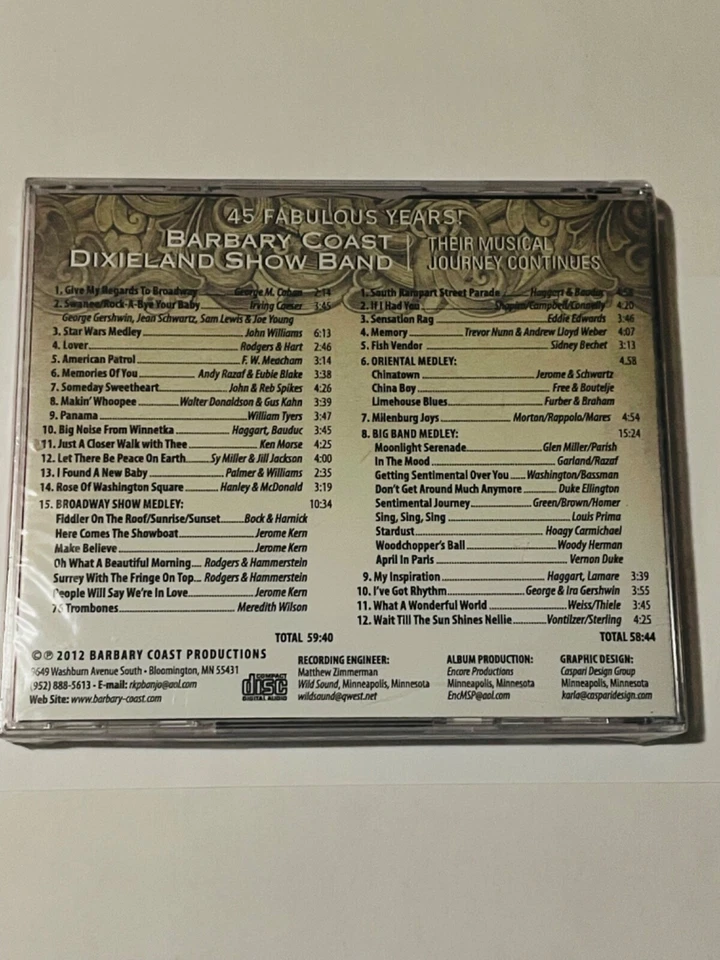 45 FABULOUS YEARS!
BARBARY COAST
DIXIELAND SHOW BAND
THEIR MUSICAL
JOURNEY CONTINUES
1. Give My Regards To Broadway George M. Cohan 2:14
2. Swanee/Rock-A-Bye Your Baby Irving Caeser 3:45
George Gershwin, Jean Schwartz, Sam Lewis & Joe Young
3. Star Wars Medley John Williams 6:13
4. Lover Rodgers & Hart 2:46
5. American Patrol F. W. Meacham 3:14
6. Memories Of You Andy Razaf & Eubie Blake 3:38
7. Someday Sweetheart John & Reb Spikes 4:26
8. Makin' Whoopee Walter Donaldson & Gus Kahn 3:39
9. Panama William Tyers 3:47
10. Big Noise From Winnetka Haggart, Bauduc 3:45
11. Just A Closer Walk with Thee Ken Morse 4:25
12. Let There Be Peace On Earth Sy Miller & Jill Jackson 4:00
13. I Found A New Baby Palmer & Williams 2:35
14. Rose Of Washington Square Hanley & McDonald 3:19
15. BROADWAY SHOW MEDLEY: 10:34
Fiddler On The Roof/Sunrise/Sunset Bock & Harnick
Here Comes The Showboat Jerome Kern
Make Believe Jerome Kern
Oh What A Beautiful Morning Rodgers & Hammerstein
Surrey With The Fringe On Top Rodgers & Hammerstein
People Will Say We're In Love Jerome Kern
76 Trombones Meredith Wilson
TOTAL 59:40
1. South Rampart Street Parade Haggart & Bauduc 4:58
2. If I Had You Shapiro/Campbell/Connelly 4:20
3. Sensation Rag Eddie Edwards 3:46
4. Memory Trevor Nunn & Andrew Lloyd Weber 4:07
5. Fish Vendor Sidney Bechet 3:13
6. ORIENTAL MEDLEY: 4.58
Chinatown Jerome & Schwartz
China Boy Free & Boutelje
Limehouse Blues Furber & Braham
7. Milenburg Joys Morton/Rappolo/Mares 4:54
8. BIG BAND MEDLEY: 15:24
Moonlight Serenade Glen Miller/Parish
In The Mood Garland/Razaf
Getting Sentimental Over You Washington/Bassman
Don't Get Around Much Anymore Duke Ellington
Sentimental Journey Green/Brown/Homer
Sing, Sing, Sing Louis Prima
Stardust Hoagy Carmichael
Woodchopper's Ball Woody Herman
April In Paris Vernon Duke
9. My Inspiration Haggart, Lamare 3:39
10. I've Got Rhythm George & Ira Gershwin 3:55
11. What A Wonderful World Weiss/Thiele 3:45
12. Wait Till The Sun Shines Neilie Vontilzer/Sterling 4:25
TOTAL 58:44
©℗ 2012 BARBARY COAST PRODUCTIONS
9649 Washburn Avenue South • Bloomington, MN 55431
(952) 888-5613 • E-mail: rkpbanjo@aol.com
Web Site: www.barbary-coast.com
COMPACT
disc
DIGITAL AUDIO
RECORDING ENGINEER:
Matthew Zimmerman
Wild Sound, Minneapolis, Minnesota
wildsound@qwest.net
ALBUM PRODUCTION:
Encore Productions
Minneapolis, Minnesota
EncMSP@aol.com
GRAPHIC DESIGN:
Caspari Design Group
Minneapolis, Minnesota
karla@casparidesign.com